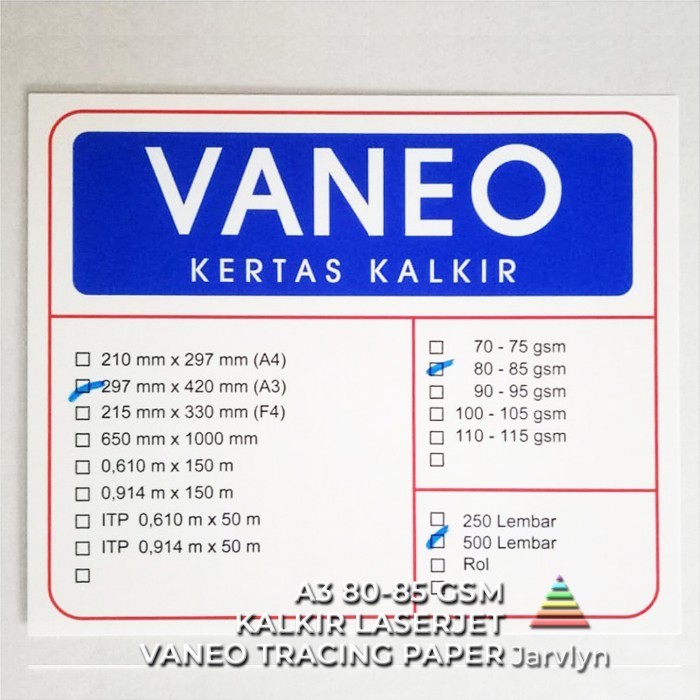 VANEO
KERTAS KALKIR
210 mm x 297 mm (A4)
297 mm x 420 mm (A3)
215 mm x 330 mm (F4)
650 mm x 1000 mm
0,610 m x 150 m
0,914 m x 150 m
ITP 0,610 m x 50 m
ITP 0,914 m x 50 m
70 - 75 gsm
80 - 85 gsm
90 - 95 gsm
100 - 105 gsm
110 - 115 gsm
250 Lembar
500 Lembar
Rol
A3 80-85 GSM
KALKIR LASERJET
VANEO TRACING PAPER Jarvlyn